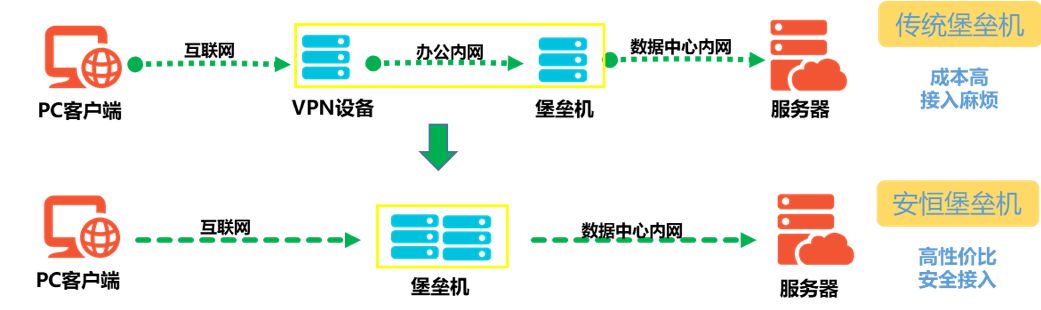 互联网
办公内网
数据中心内网
传统堡垒机
成本高
接入麻烦
PC客户端
VPN设备
堡垒机
服务器
互联网
数据中心内网
安恒堡垒机
高性价比
安全接入
PC客户端
堡垒机
服务器